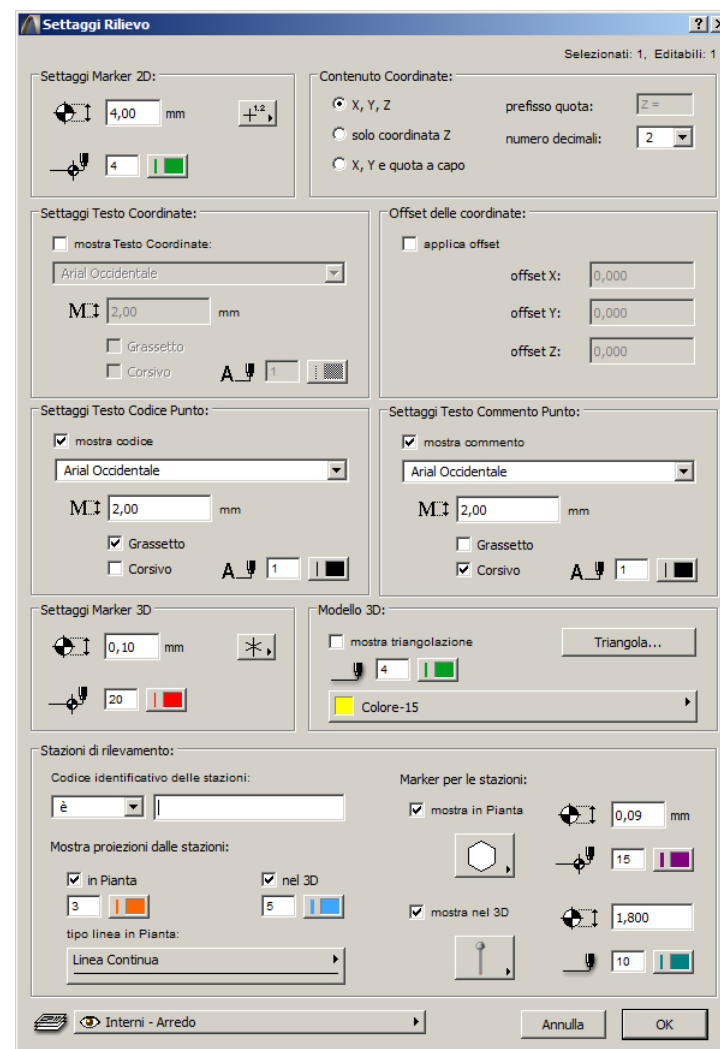 Settaggi Rilievo
Selezionati: 1, Editabili: 1
Settaggi Marker 2D:
4,00 mm
1.2
4
Contenuto Coordinate:
X, Y, Z
prefisso quota: Z =
solo coordinata Z
numero decimali: 2
X, Y e quota a capo
Settaggi Testo Coordinate:
mostra Testo Coordinate:
Arial Occidentale
M 2,00 mm
Grassetto
Corsivo
A 1
Offset delle coordinate:
applica offset
offset X: 0,000
offset Y: 0,000
offset Z: 0,000
Settaggi Testo Codice Punto:
mostra codice
Arial Occidentale
M 2,00 mm
Grassetto
Corsivo
A 1
Settaggi Testo Commento Punto:
mostra commento
Arial Occidentale
M 2,00 mm
Grassetto
Corsivo
A 1
Settaggi Marker 3D
0,10 mm
20
Modello 3D:
mostra triangolazione
Triangola...
4
Colore-15
Stazioni di rilevamento:
Codice identificativo delle stazioni:
è
Mostra proiezioni dalle stazioni:
in Pianta
nel 3D
3
5
tipo linea in Pianta:
Linea Continua
Marker per le stazioni:
mostra in Pianta
0,09 mm
15
mostra nel 3D
1,800
10
Interni - Arredo
Annulla
OK